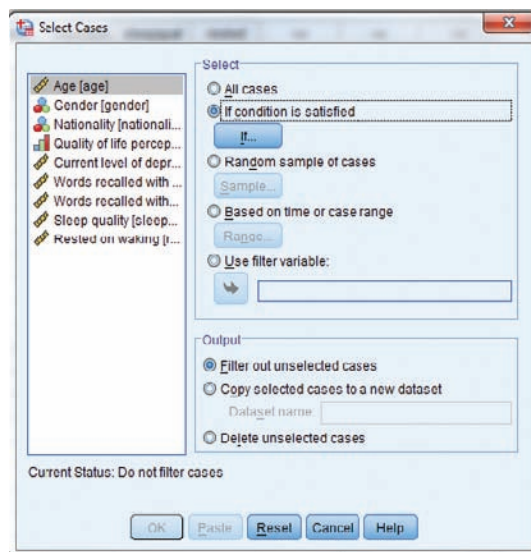 Select Cases
Age [age]
Gender [gender]
Nationality [nationali...
Quality of life percep...
Current level of depr...
Words recalled with ...
Words recalled with ...
Sleep quality [sleep...
Rested on waking [r...
Select
All cases
If condition is satisfied
If...
Random sample of cases
Sample...
Based on time or case range
Range...
Use filter variable:
Output
Filter out unselected cases
Copy selected cases to a new dataset
Dataset name:
Delete unselected cases
Current Status: Do not filter cases
OK Paste Reset Cancel Help